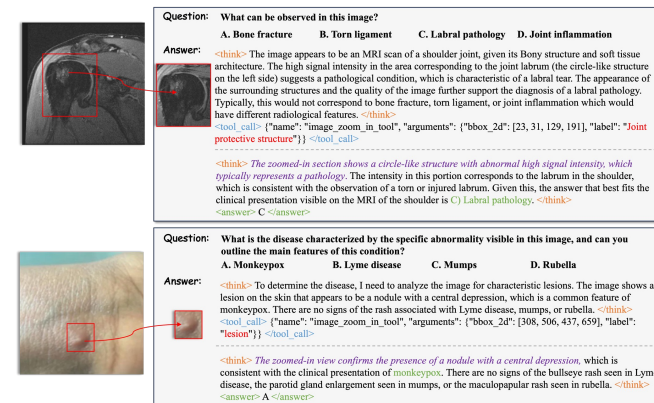 Question: What can be observed in this image?
A. Bone fracture B. Torn ligament C. Labral pathology D. Joint inflammation
Answer: <think> The image appears to be an MRI scan of a shoulder joint, given its Bony structure and soft tissue
architecture. The high signal intensity in the area corresponding to the joint labrum (the circle-like structure
on the left side) suggests a pathological condition, which is characteristic of a labral tear. The appearance of
the surrounding structures and the quality of the image further support the diagnosis of a labral pathology.
Typically, this would not correspond to bone fracture, torn ligament, or joint inflammation which would
have different radiological features. </think>
<tool_call> {"name": "image_zoom_in_tool", "arguments": {"bbox_2d": [23, 31, 129, 191], "label": "Joint
protective structure"}} </tool_call>
<think> The zoomed-in section shows a circle-like structure with abnormal high signal intensity, which
typically represents a pathology. The intensity in this portion corresponds to the labrum in the shoulder,
which is consistent with the observation of a torn or injured labrum. Given this, the answer that best fits the
clinical presentation visible on the MRI of the shoulder is C) Labral pathology. </think>
<answer> C </answer>
Question: What is the disease characterized by the specific abnormality visible in this image, and can you
outline the main features of this condition?
A. Monkeypox B. Lyme disease C. Mumps D. Rubella
Answer: <think> To determine the disease, I need to analyze the image for characteristic lesions. The image shows a
lesion on the skin that appears to be a nodule with a central depression, which is a common feature of
monkeypox. There are no signs of the rash associated with Lyme disease, mumps, or rubella. </think>
<tool_call> {"name": "image_zoom_in_tool", "arguments": {"bbox_2d": [308, 506, 437, 659], "label":
"lesion"}} </tool_call>
<think> The zoomed-in view confirms the presence of a nodule with a central depression, which is
consistent with the clinical presentation of monkeypox. There are no signs of the bullseye rash seen in Lym
disease, the parotid gland enlargement seen in mumps, or the maculopapular rash seen in rubella. </think>
<answer> A </answer>